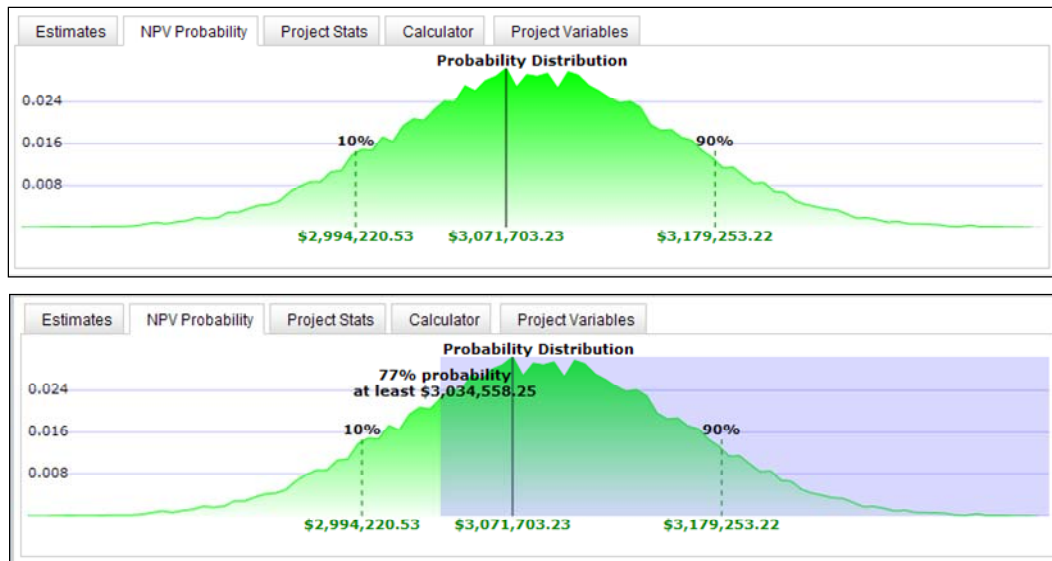 Estimates NPV Probability Project Stats Calculator Project Variables
Probability Distribution
0.024
0.016
0.008
10%
90%
$2,994,220.53 $3,071,703.23 $3,179,253.22
Estimates NPV Probability Project Stats Calculator Project Variables
Probability Distribution
77% probability
at least $3,034,558.25
0.024
0.016
0.008
10%
90%
$2,994,220.53 $3,071,703.23 $3,179,253.22